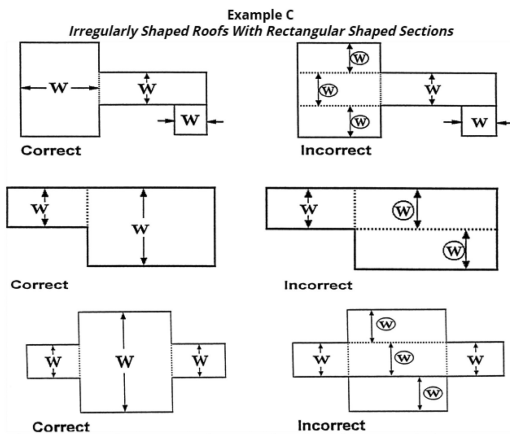 Example C
Irregularly Shaped Roofs With Rectangular Shaped Sections
W W W
Correct
W W W W W
Incorrect
W W
Correct
W W W
Incorrect
W W W
Correct
W W W W W
Incorrect